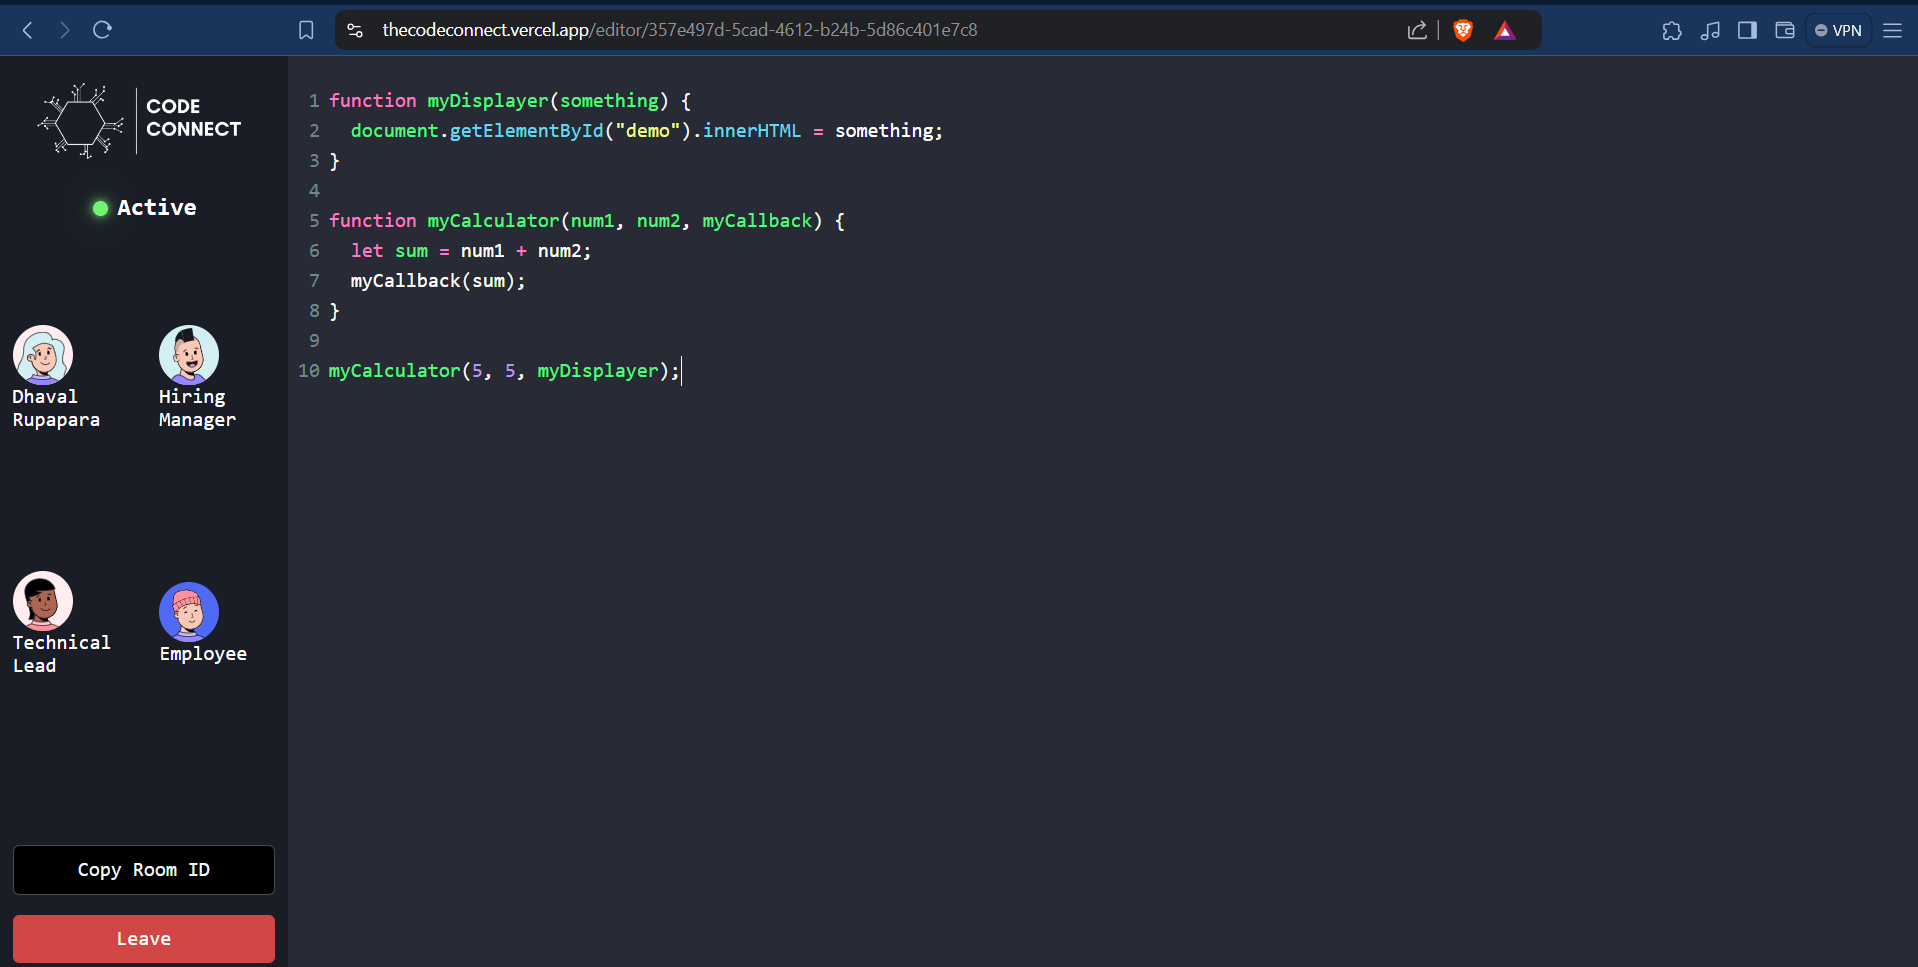 thecodeconnect.vercel.app/editor/357e497d-5cad-4612-b24b-5d86c401e7c8
VPN
CODE
CONNECT
Active
Dhaval
Rupapara
Hiring
Manager
Technical
Lead
Employee
Copy Room ID
Leave
1 function myDisplayer(something) {
2   document.getElementById("demo").innerHTML = something;
3 }
4
5 function myCalculator(num1, num2, myCallback) {
6   let sum = num1 + num2;
7   myCallback(sum);
8 }
9
10 myCalculator(5, 5, myDisplayer);